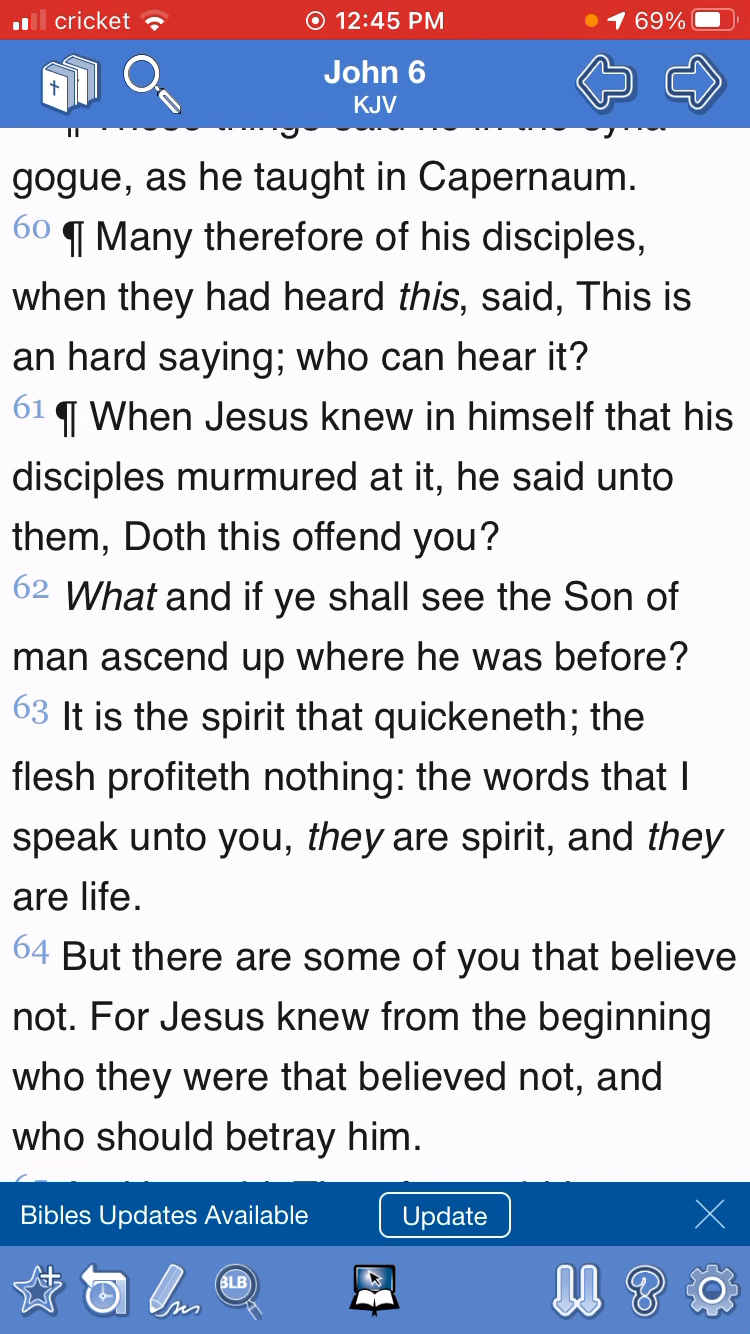 cricket 12:45 PM 69%
John 6
KJV
gogue, as he taught in Capernaum.
60 ¶ Many therefore of his disciples,
when they had heard this, said, This is
an hard saying; who can hear it?
61 ¶ When Jesus knew in himself that his
disciples murmured at it, he said unto
them, Doth this offend you?
62 What and if ye shall see the Son of
man ascend up where he was before?
63 It is the spirit that quickeneth; the
flesh profiteth nothing: the words that I
speak unto you, they are spirit, and they
are life.
64 But there are some of you that believe
not. For Jesus knew from the beginning
who they were that believed not, and
who should betray him.
Bibles Updates Available Update
BLB